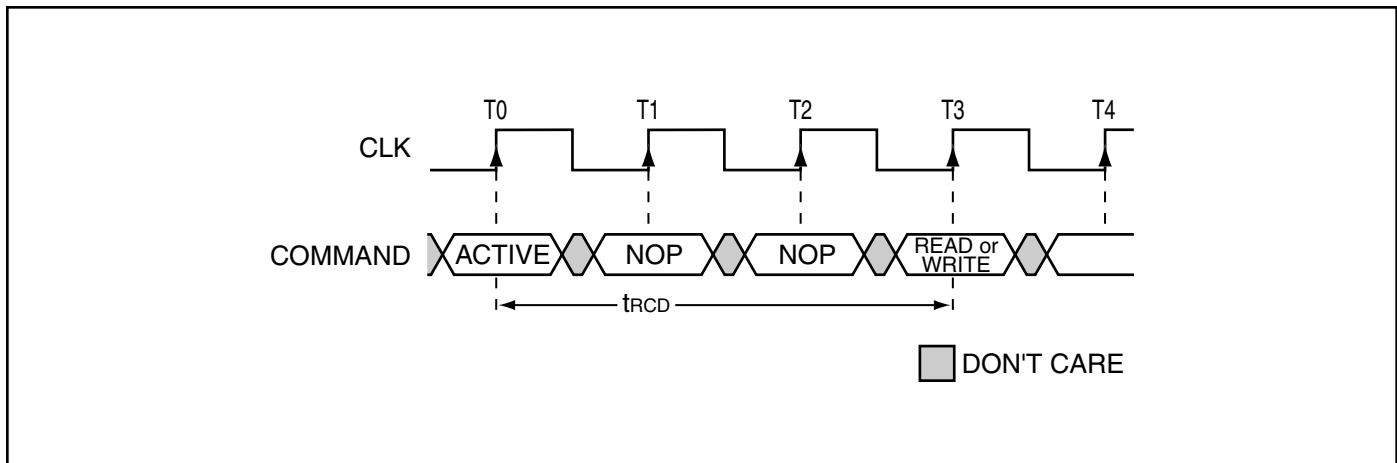 T0 T1 T2 T3 T4
CLK
COMMAND ACTIVE NOP NOP READ or
WRITE
tRCD
DON'T CARE